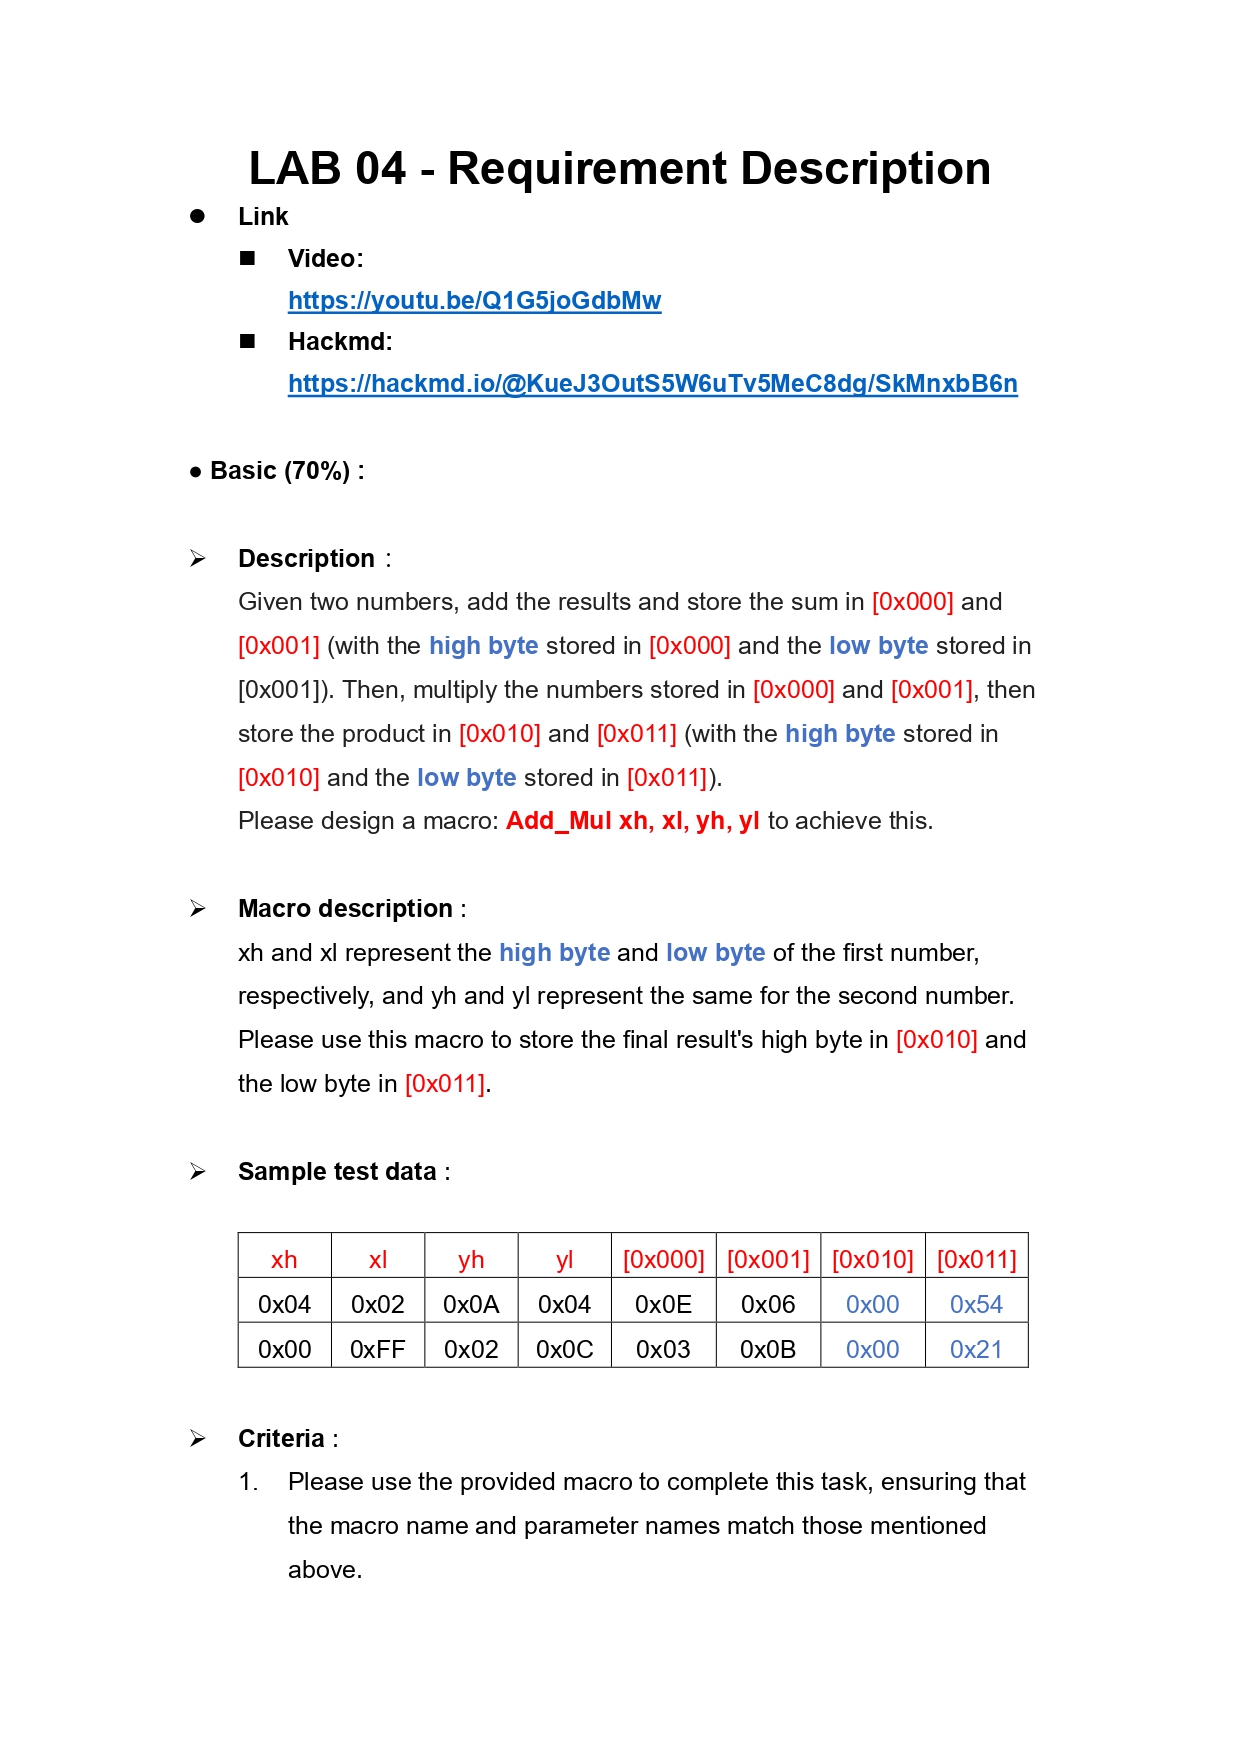 LAB 04 - Requirement Description
● Link
■ Video:
https://youtu.be/Q1G5joGdbMw
■ Hackmd:
https://hackmd.io/@KueJ3OutS5W6uTv5MeC8dg/SkMnxbB6n
● Basic (70%) :
➢ Description :
Given two numbers, add the results and store the sum in [0x000] and
[0x001] (with the high byte stored in [0x000] and the low byte stored in
[0x001]). Then, multiply the numbers stored in [0x000] and [0x001], then
store the product in [0x010] and [0x011] (with the high byte stored in
[0x010] and the low byte stored in [0x011]).
Please design a macro: Add_Mul xh, xl, yh, yl to achieve this.
➢ Macro description :
xh and xl represent the high byte and low byte of the first number,
respectively, and yh and yl represent the same for the second number.
Please use this macro to store the final result's high byte in [0x010] and
the low byte in [0x011].
➢ Sample test data :
xh xl yh yl [0x000] [0x001] [0x010] [0x011]
0x04 0x02 0x0A 0x04 0x0E 0x06 0x00 0x54
0x00 0xFF 0x02 0x0C 0x03 0x0B 0x00 0x21
➢ Criteria :
1. Please use the provided macro to complete this task, ensuring that
the macro name and parameter names match those mentioned
above.